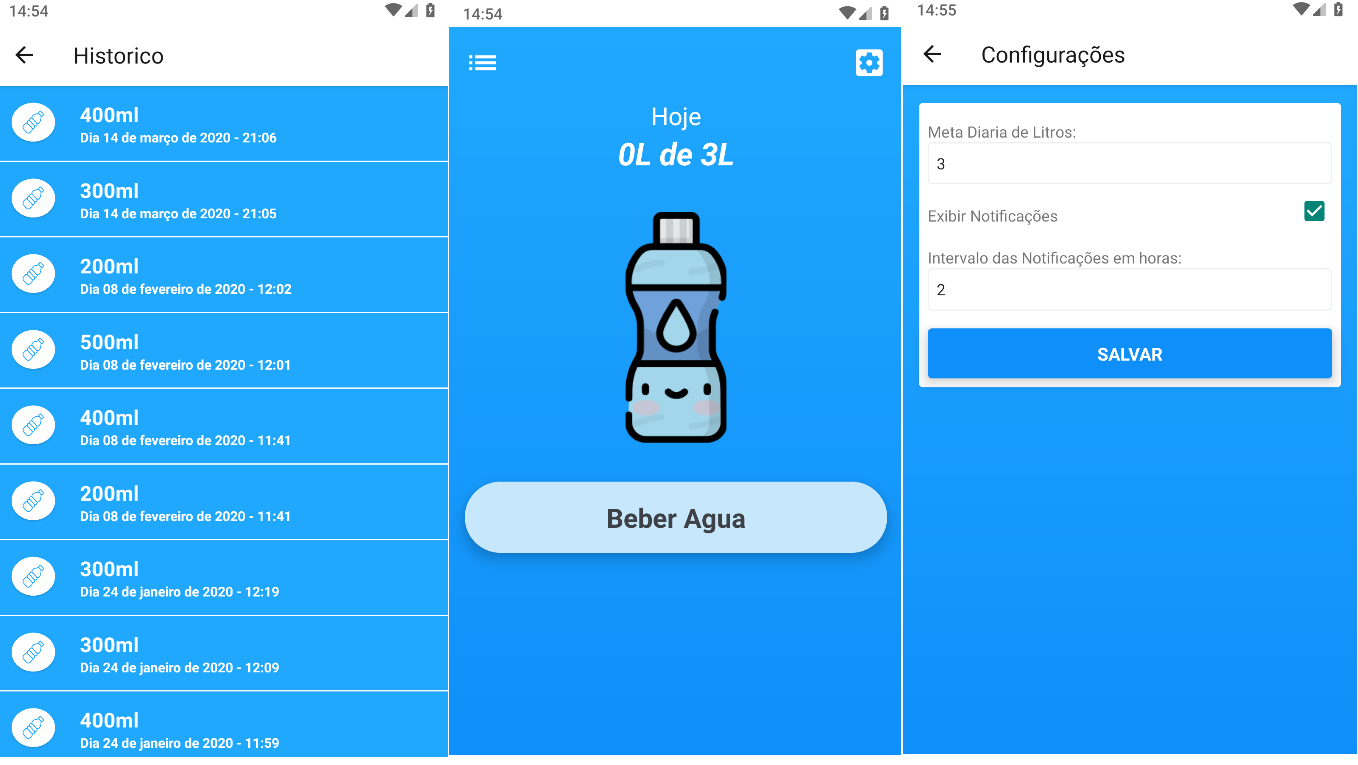 14:54
Historico
400ml
Dia 14 de março de 2020 - 21:06
300ml
Dia 14 de março de 2020 - 21:05
200ml
Dia 08 de fevereiro de 2020 - 12:02
500ml
Dia 08 de fevereiro de 2020 - 12:01
400ml
Dia 08 de fevereiro de 2020 - 11:41
200ml
Dia 08 de fevereiro de 2020 - 11:41
300ml
Dia 24 de janeiro de 2020 - 12:19
300ml
Dia 24 de janeiro de 2020 - 12:09
400ml
Dia 24 de janeiro de 2020 - 11:59
14:54
Hoje
0L de 3L
Beber Agua
14:55
Configurações
Meta Diaria de Litros:
3
Exibir Notificações
Intervalo das Notificações em horas:
2
SALVAR